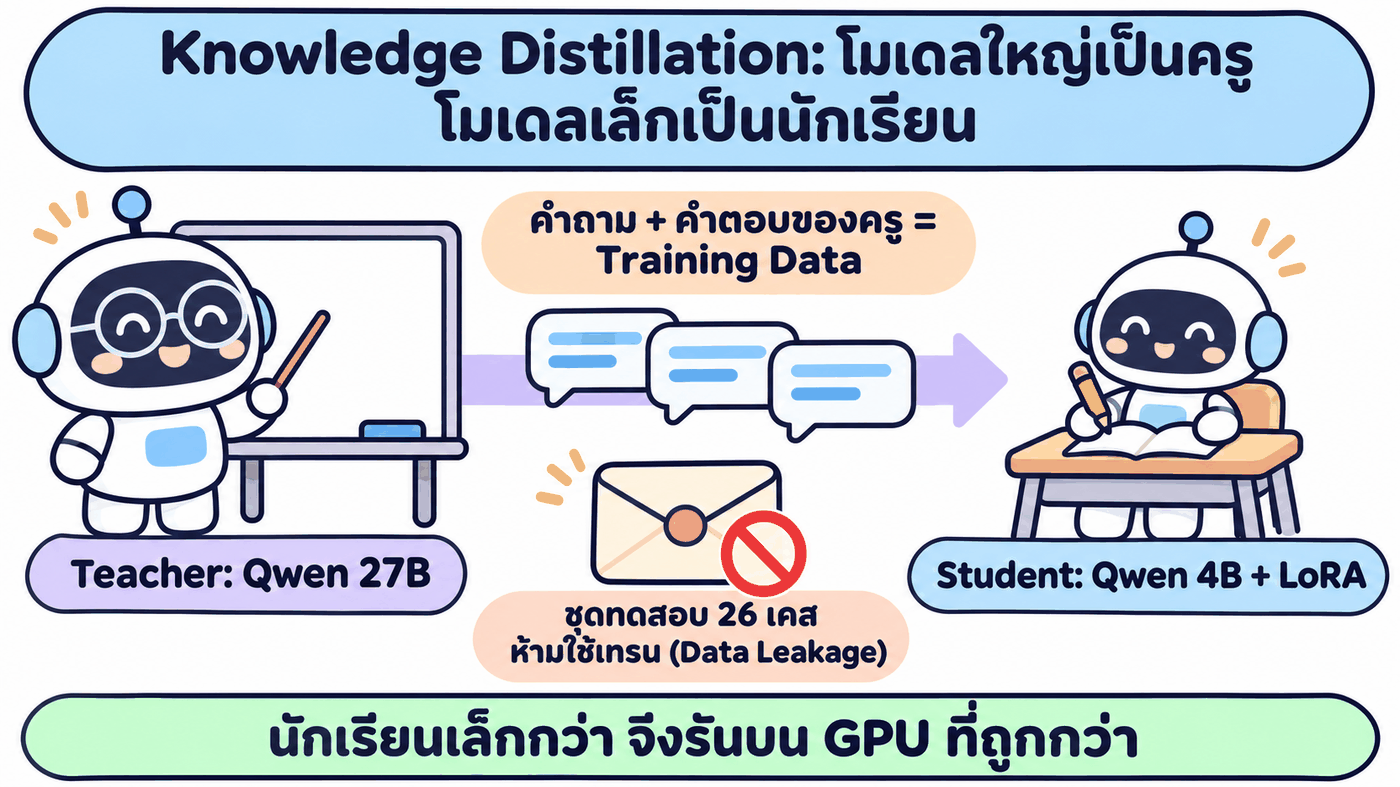 Knowledge Distillation: โมเดลใหญ่เป็นครู
โมเดลเล็กเป็นนักเรียน
คำถาม + คำตอบของครู =
Training Data
Teacher: Qwen 27B
Student: Qwen 4B + LoRA
ชุดทดสอบ 26 เคส
ห้ามใช้เทรน (Data Leakage)
นักเรียนเล็กกว่า จึงรันบน GPU ที่ถูกกว่า